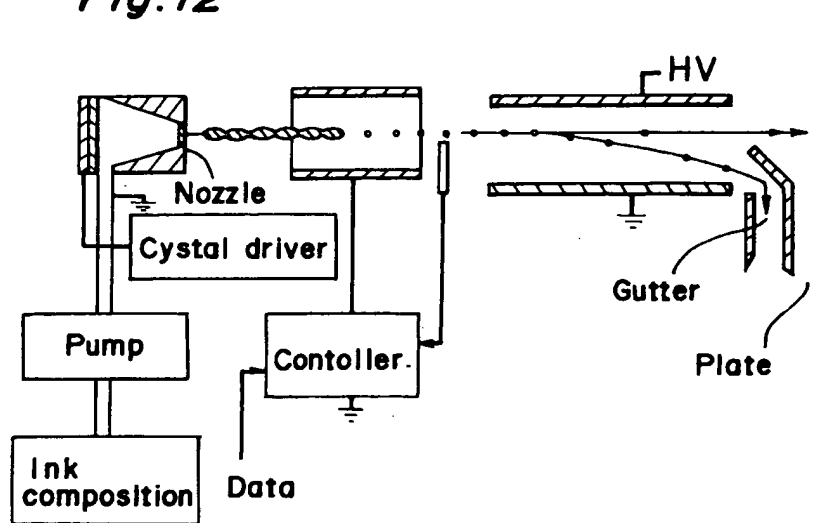 Fig.12
HV
Nozzle
Cystal driver
Gutter
Pump
Contoller.
Plate
Ink
composition
Data